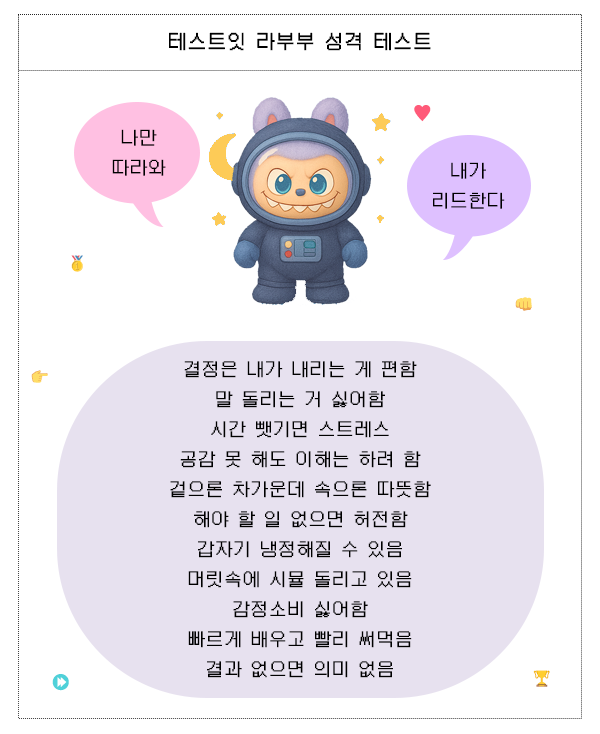 테스트잇 라부부 성격 테스트
나만
따라와
내가
리드한다
결정은 내가 내리는 게 편함
말 돌리는 거 싫어함
시간 뺏기면 스트레스
공감 못 해도 이해는 하려 함
겉으론 차가운데 속으론 따뜻함
해야 할 일 없으면 허전함
갑자기 냉정해질 수 있음
머릿속에 시뮬 돌리고 있음
감정소비 싫어함
빠르게 배우고 빨리 써먹음
결과 없으면 의미 없음